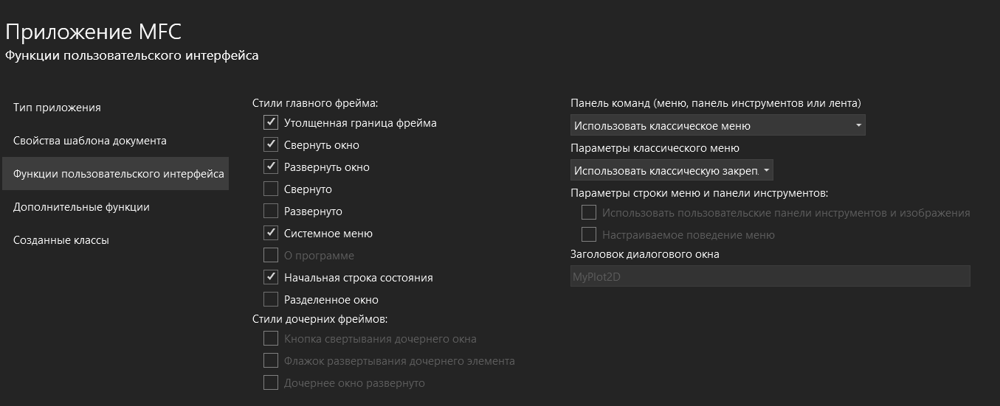 Приложение MFC
Функции пользовательского интерфейса
Тип приложения
Свойства шаблона документа
Функции пользовательского интерфейса
Дополнительные функции
Созданные классы
Стили главного фрейма:
Утолщенная граница фрейма
Свернуть окно
Развернуть окно
Свернуто
Развернуто
Системное меню
О программе
Начальная строка состояния
Разделенное окно
Стили дочерних фреймов:
Кнопка свертывания дочернего окна
Флажок развертывания дочернего элемента
Дочернее окно развернуто
Панель команд (меню, панель инструментов или лента)
Использовать классическое меню
Параметры классического меню
Использовать классическую закреп.
Параметры строки меню и панели инструментов:
Использовать пользовательские панели инструментов и изображения
Настраиваемое поведение меню
Заголовок диалогового окна
MyPlot2D